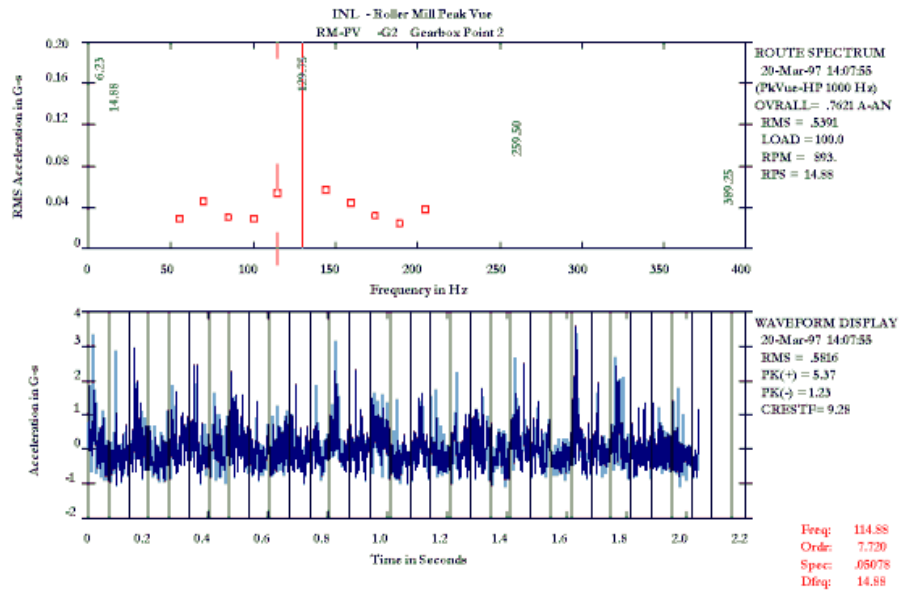 INL - Roller Mill Peak Vue
RM-PV -G2 Gearbox Point 2
RMS Acceleration in G-s
0.20
0.16
0.12
0.08
0.04
0
6.23
14.88
129.75
259.50
389.25
0 50 100 150 200 250 300 350 400
Frequency in Hz
ROUTE SPECTRUM
20-Mar-97 14:07:55
(PkVue-HP 1000 Hz)
OVRALL= .7621 A-AN
RMS = .5391
LOAD = 100.0
RPM = 893.
RPS = 14.88
Acceleration in G-s
4
3
2
1
0
-1
-2
0 0.2 0.4 0.6 0.8 1.0 1.2 1.4 1.6 1.8 2.0 2.2
Time in Seconds
WAVEFORM DISPLAY
20-Mar-97 14:07:55
RMS = .5816
PK(+) = 5.37
PK(-) = 1.23
CRESTF= 9.28
Freq: 114.88
Ordr: 7.720
Spec: .05078
Dfrq: 14.88